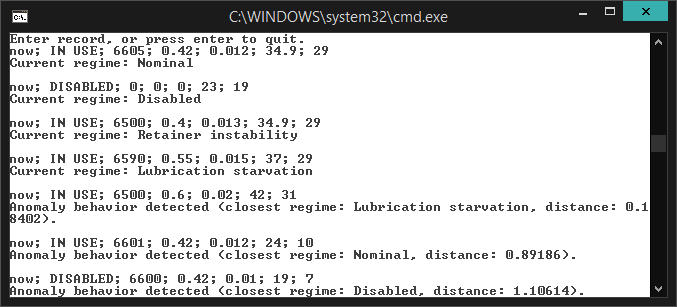 C:\WINDOWS\system32\cmd.exe
Enter record, or press enter to quit.
now; IN USE; 6605; 0.42; 0.012; 34.9; 29
Current regime: Nominal
now; DISABLED; 0; 0; 0; 23; 19
Current regime: Disabled
now; IN USE; 6500; 0.4; 0.013; 34.9; 29
Current regime: Retainer instability
now; IN USE; 6590; 0.55; 0.015; 37; 29
Current regime: Lubrication starvation
now; IN USE; 6500; 0.6; 0.02; 42; 31
Anomaly behavior detected (closest regime: Lubrication starvation, distance: 0.1
8402).
now; IN USE; 6601; 0.42; 0.012; 24; 10
Anomaly behavior detected (closest regime: Nominal, distance: 0.89186).
now; DISABLED; 6600; 0.42; 0.01; 19; 7
Anomaly behavior detected (closest regime: Disabled, distance: 1.10614).